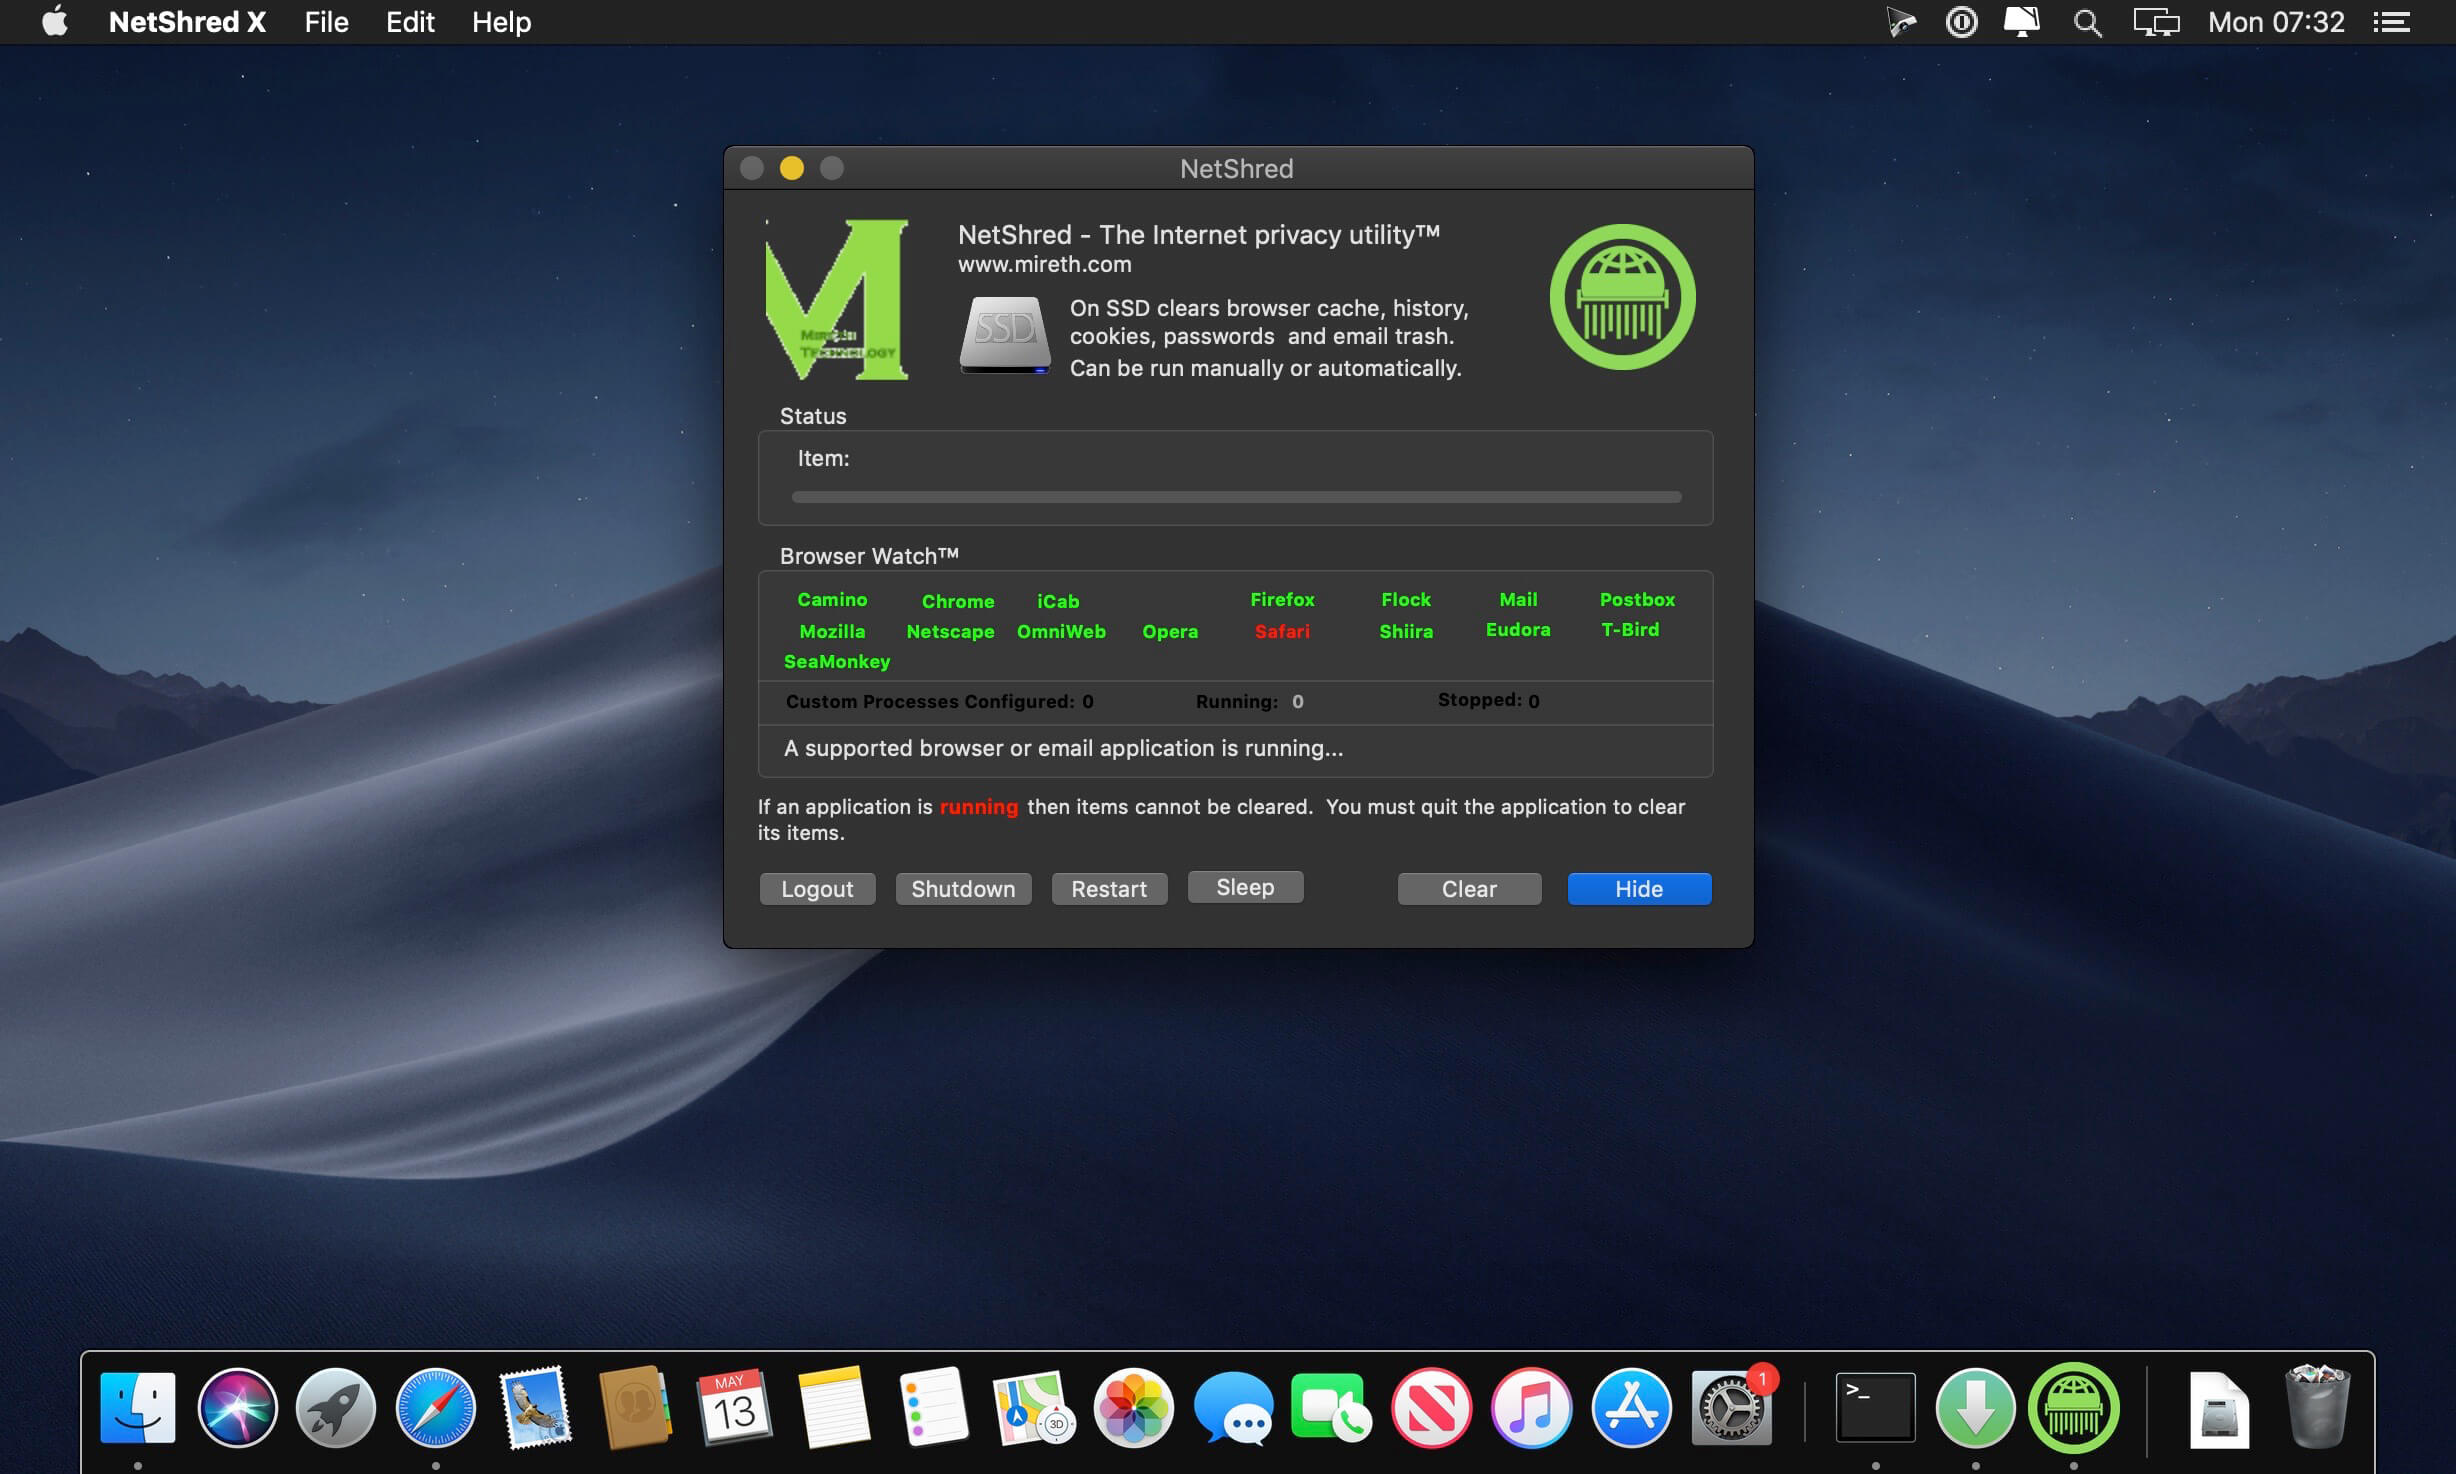 NetShred X File Edit Help Mon 07:32
NetShred
NetShred - The Internet privacy utility™
www.mireth.com
SSD
On SSD clears browser cache, history,
cookies, passwords and email trash.
Can be run manually or automatically.
MIRETH
TECHNOLOGY
Status
Item:
Browser Watch™
Camino Chrome iCab Firefox Flock Mail Postbox
Mozilla Netscape OmniWeb Opera Safari Shiira Eudora T-Bird
SeaMonkey
Custom Processes Configured: 0 Running: 0 Stopped: 0
A supported browser or email application is running...
If an application is running then items cannot be cleared. You must quit the application to clear
its items.
Logout Shutdown Restart Sleep Clear Hide
MAY
13
3D
1
>_